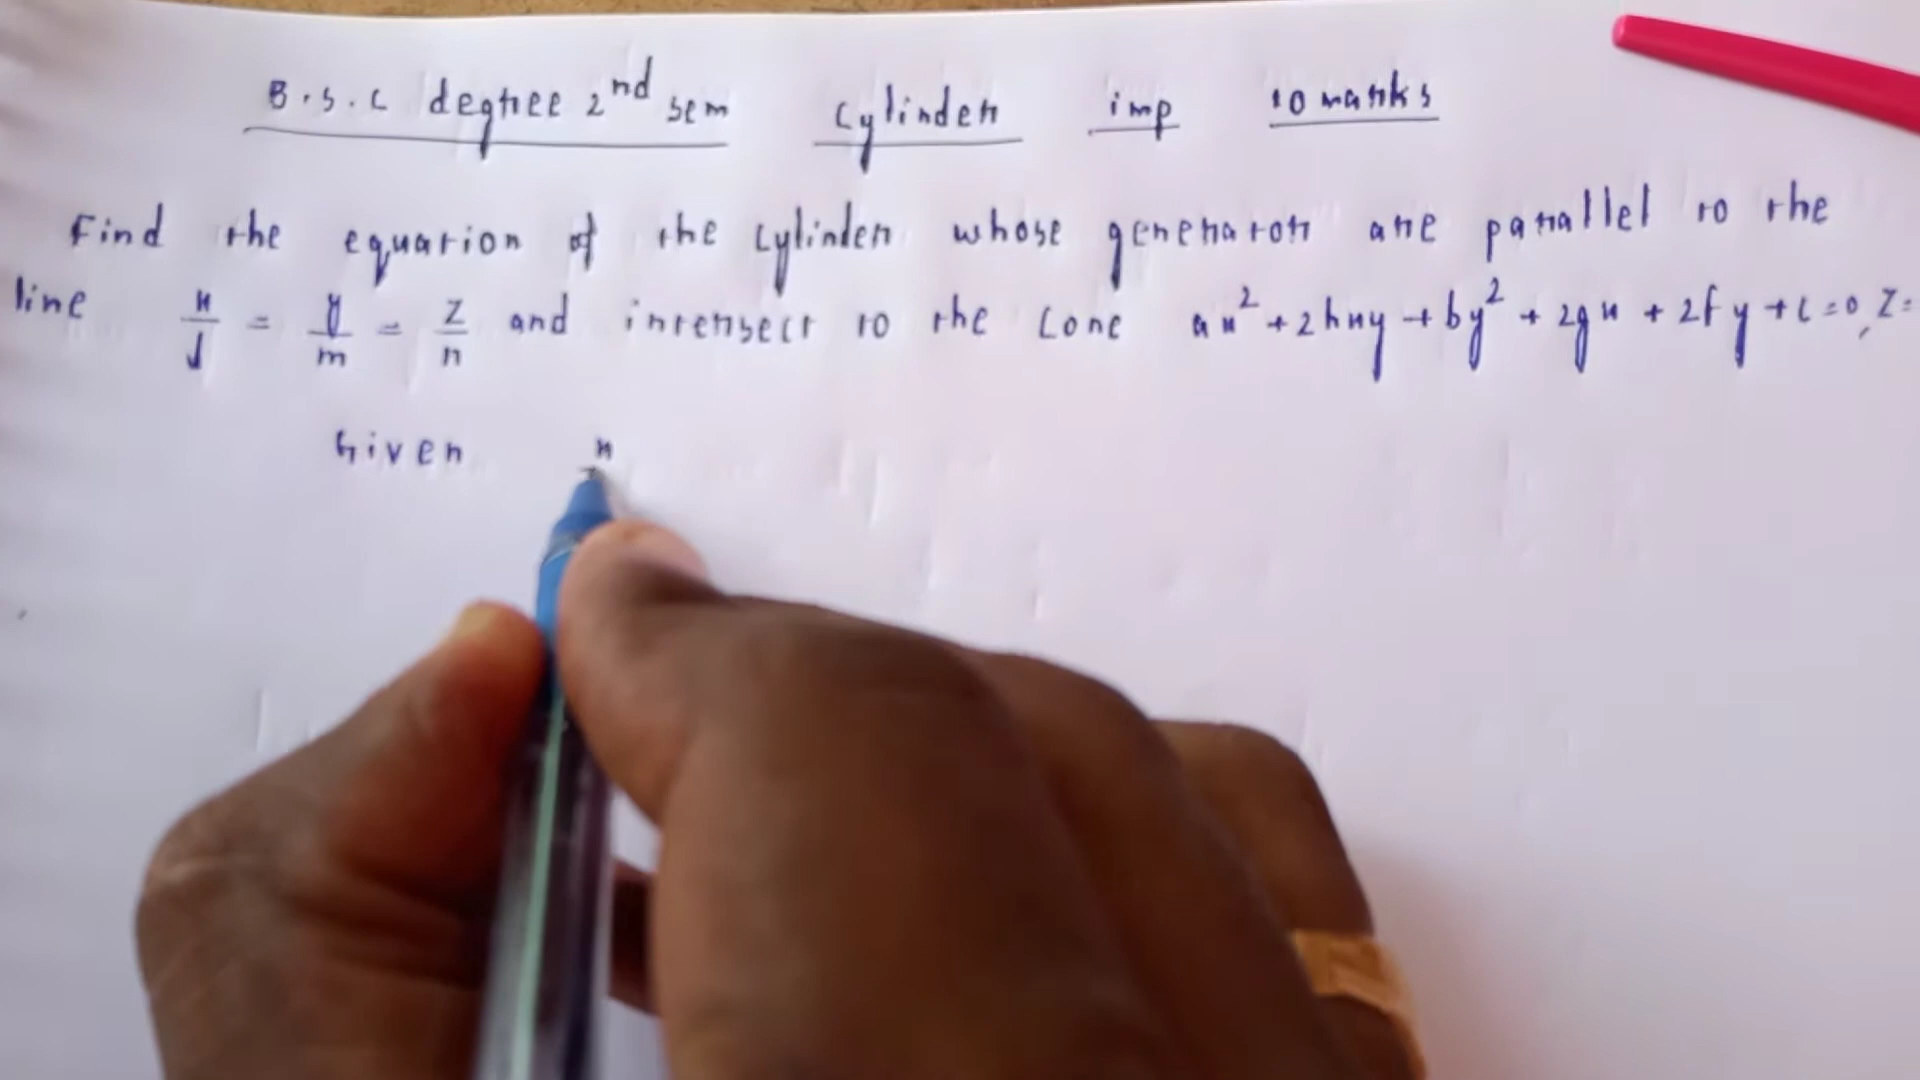 B.S.C degree 2nd sem cylinder imp 10 marks
Find the equation of the cylinder whose generator are parallel to the
line x/l = y/m = z/n and intersect to the cone ax² + 2hxy + by² + 2gx + 2fy + c = 0, z =
Given x